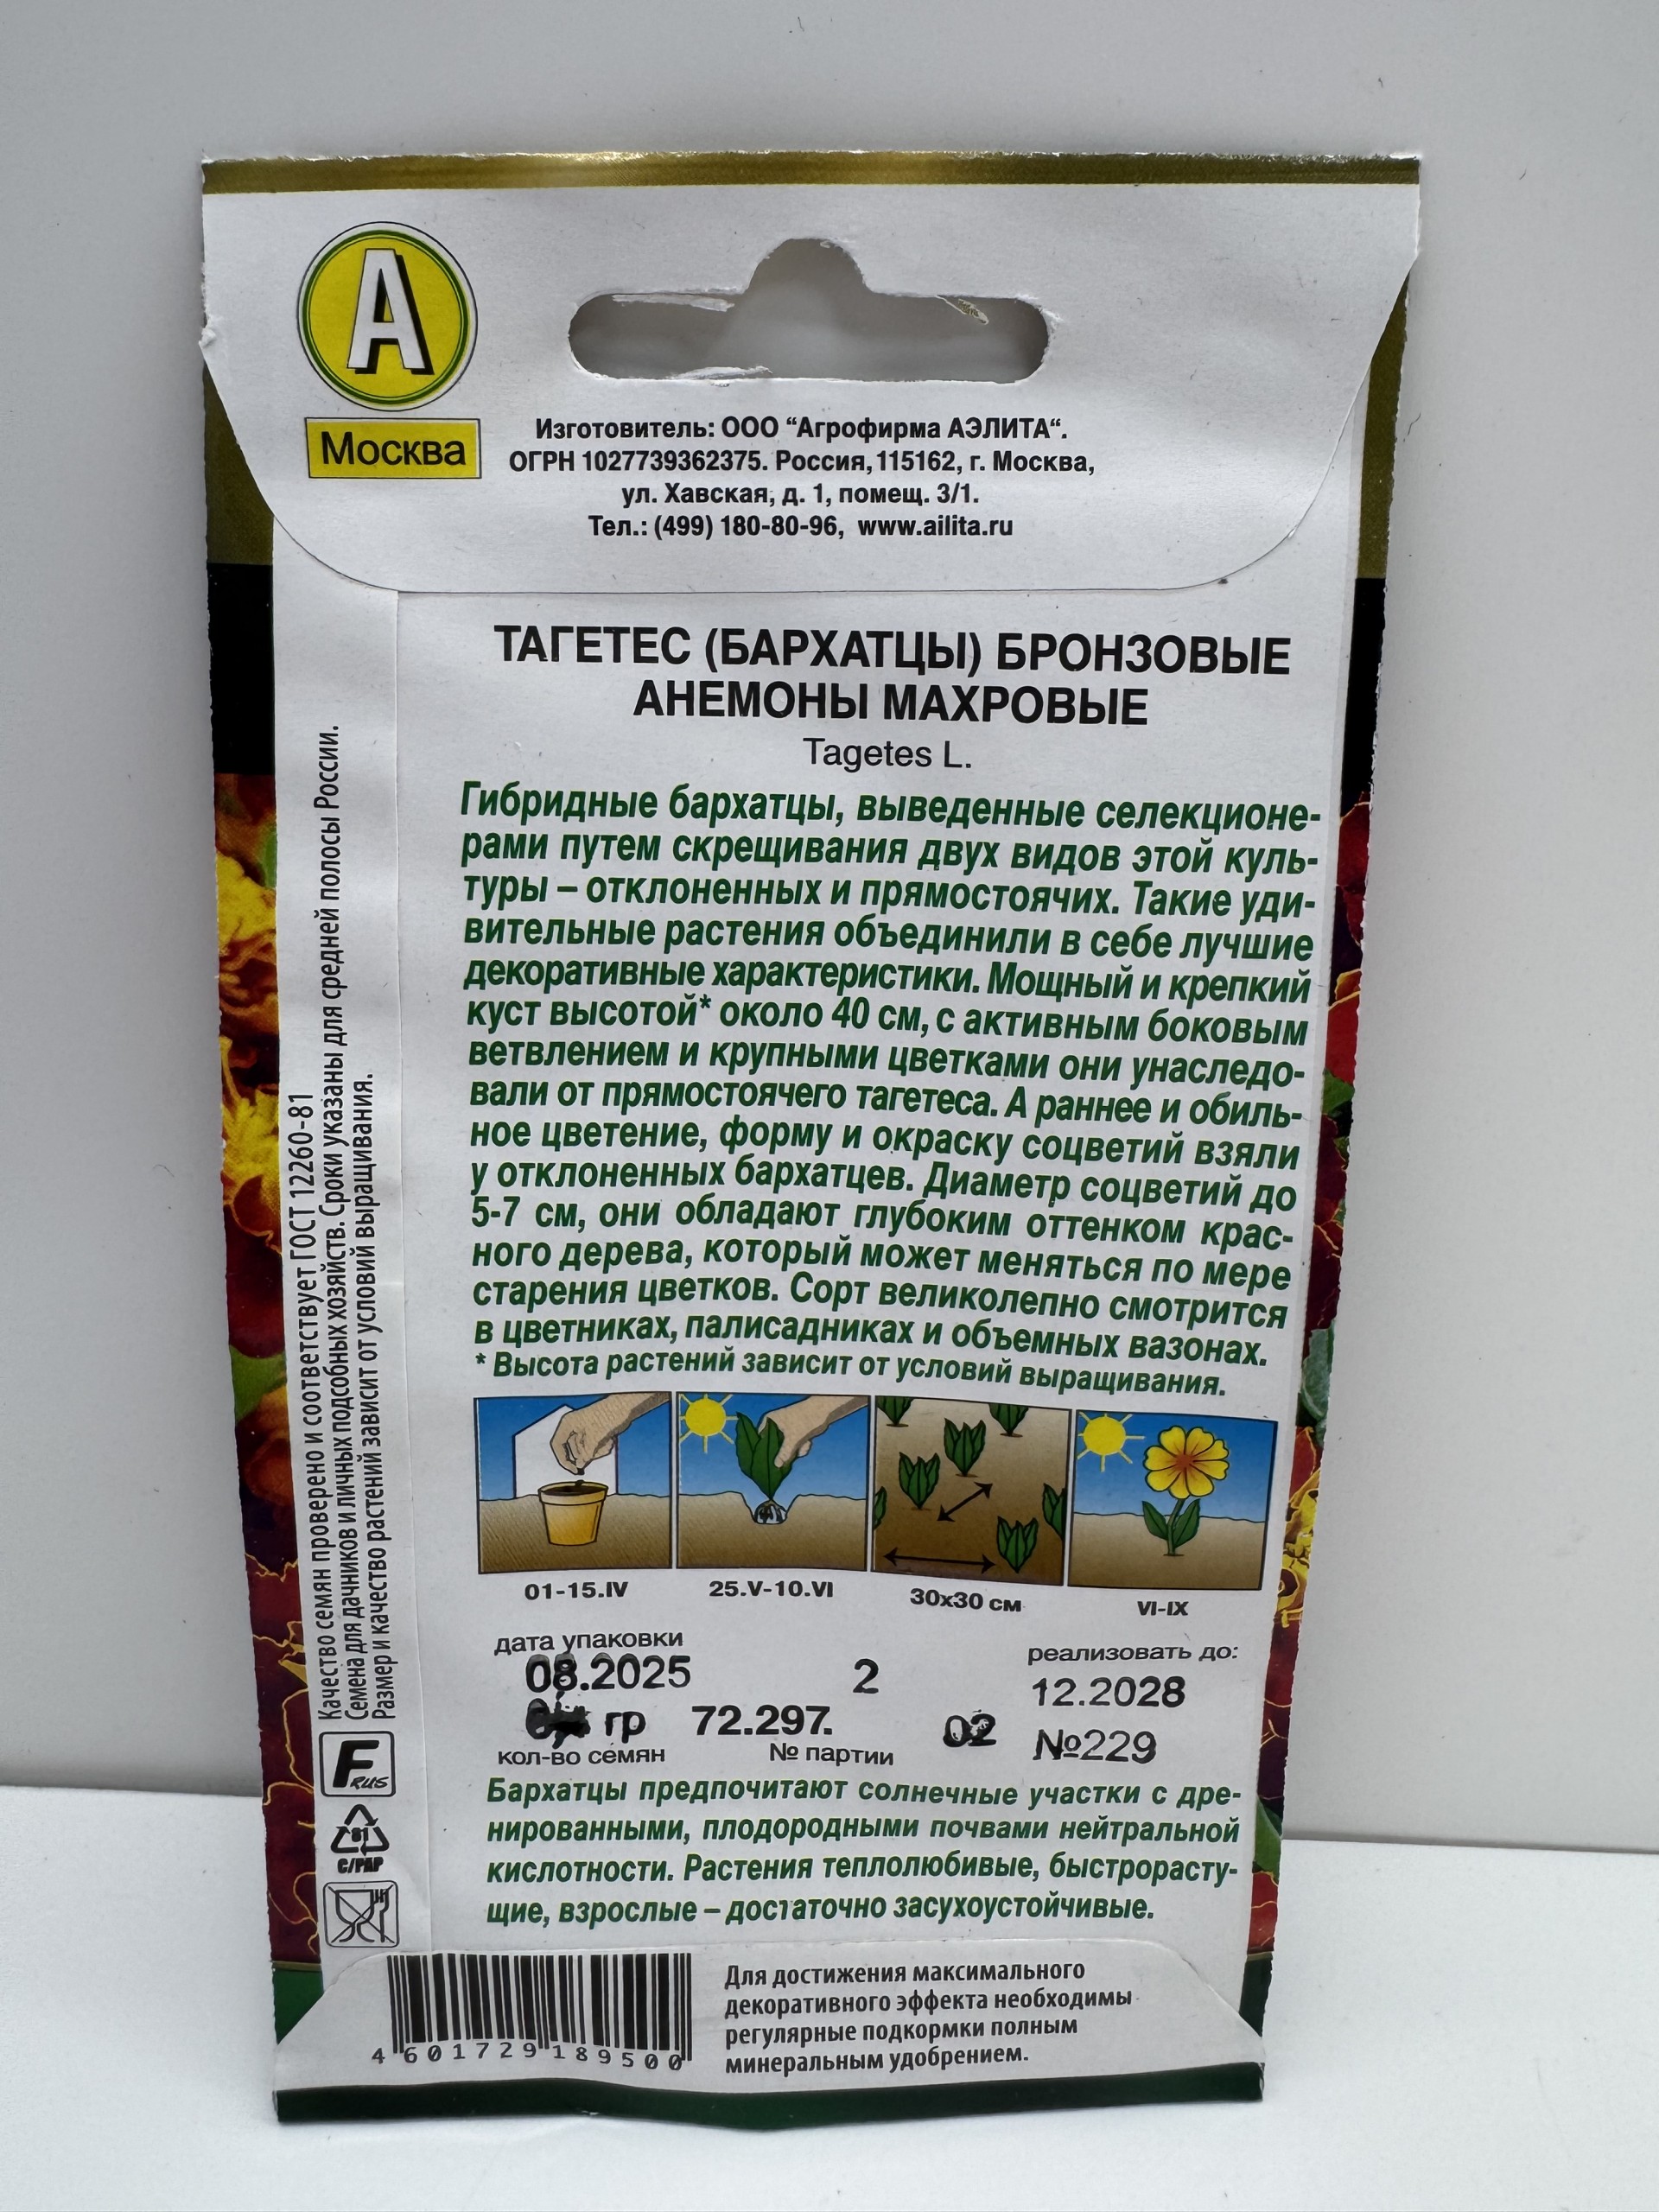 А
Москва
Изготовитель: ООО “Агрофирма АЭЛИТА“.
ОГРН 1027739362375. Россия, 115162, г. Москва,
ул. Хавская, д. 1, помещ. 3/1.
Тел.: (499) 180-80-96, www.ailita.ru
ТАГЕТЕС (БАРХАТЦЫ) БРОНЗОВЫЕ
АНЕМОНЫ МАХРОВЫЕ
Tagetes L.
Гибридные бархатцы, выведенные селекционе-
рами путем скрещивания двух видов этой куль-
туры – отклоненных и прямостоячих. Такие уди-
вительные растения объединили в себе лучшие
декоративные характеристики. Мощный и крепкий
куст высотой* около 40 см, с активным боковым
ветвлением и крупными цветками они унаследо-
вали от прямостоячего тагетеса. А раннее и обиль-
ное цветение, форму и окраску соцветий взяли
у отклоненных бархатцев. Диаметр соцветий до
5-7 см, они обладают глубоким оттенком крас-
ного дерева, который может меняться по мере
старения цветков. Сорт великолепно смотрится
в цветниках, палисадниках и объемных вазонах.
* Высота растений зависит от условий выращивания.
01-15.IV
25.V-10.VI
30х30 см
VI-IX
дата упаковки
реализовать до:
08.2025
2
12.2028
гр
72.297.
02
№229
кол-во семян
№ партии
Бархатцы предпочитают солнечные участки с дре-
нированными, плодородными почвами нейтральной
кислотности. Растения теплолюбивые, быстрорасту-
щие, взрослые – достаточно засухоустойчивые.
Качество семян проверено и соответствует ГОСТ 12260-81
Семена для дачников и личных подсобных хозяйств. Сроки указаны для средней полосы России.
Размер и качество растений зависит от условий выращивания.
F RUS
81
C/PAP
4 601729 189500
Для достижения максимального
декоративного эффекта необходимы
регулярные подкормки полным
минеральным удобрением.